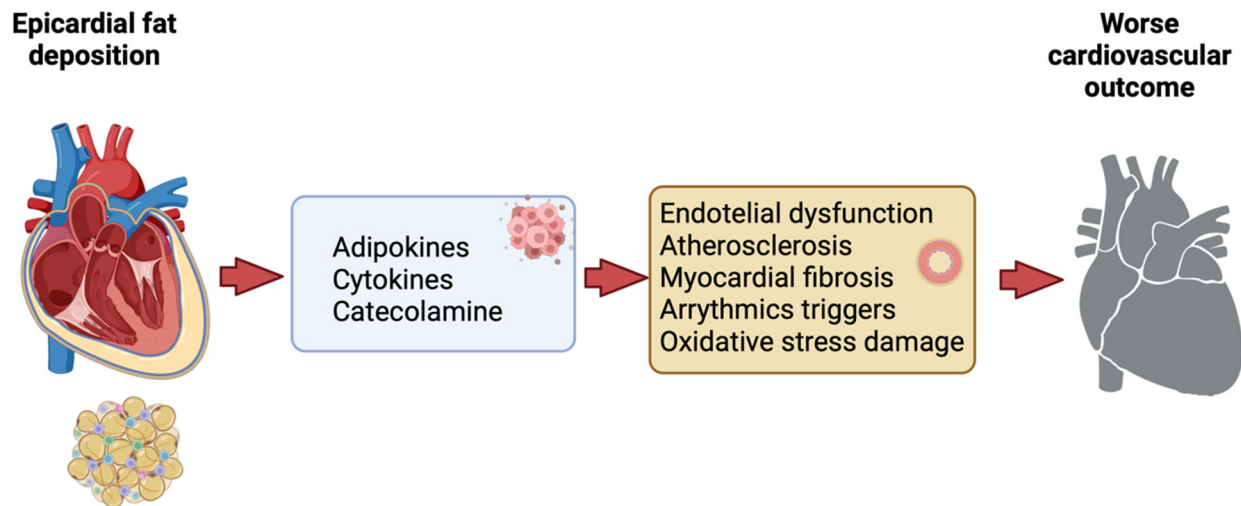 Epicardial fat
deposition
Adipokines
Cytokines
Catecolamine
Endotelial dysfunction
Atherosclerosis
Myocardial fibrosis
Arrythmics triggers
Oxidative stress damage
Worse
cardiovascular
outcome